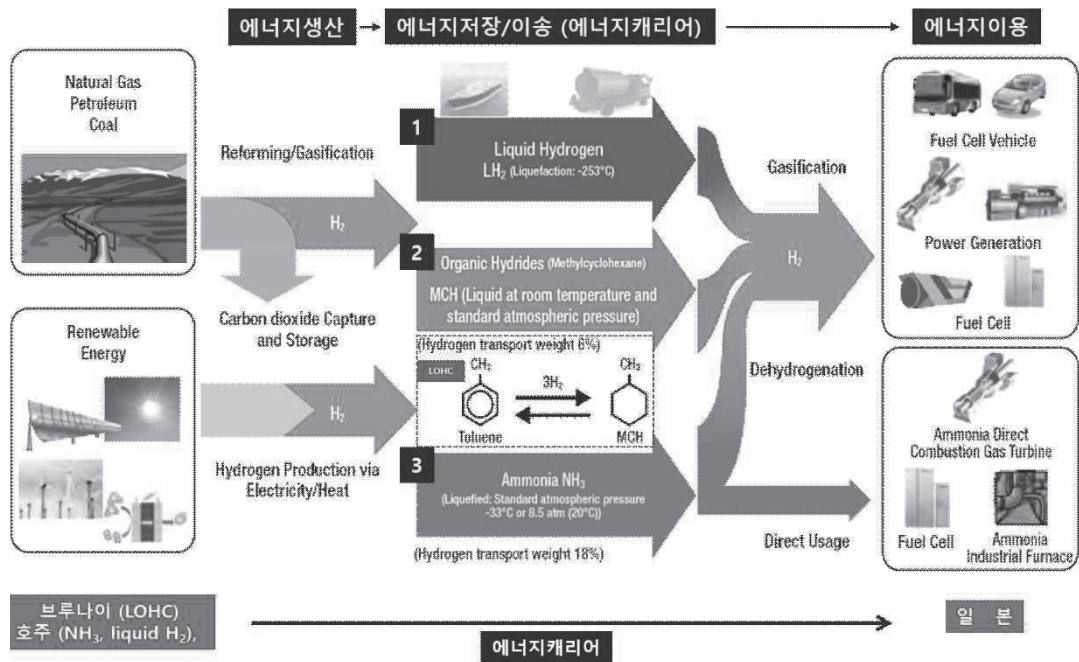 에너지생산
에너지저장/이송 (에너지캐리어)
에너지이용
Natural Gas
Petroleum
Coal
Reforming/Gasification
H₂
Carbon dioxide Capture
and Storage
Renewable
Energy
H₂
Hydrogen Production via
Electricity/Heat
1
Liquid Hydrogen
LH₂ (Liquefaction: -253°C)
2
Organic Hydrides (Methylcyclohexane)
MCH (Liquid at room temperature and
standard atmospheric pressure)
(Hydrogen transport weight 6%)
LOHC
CH₃
Toluene
3H₂
CH₃
MCH
3
Ammonia NH₃
(Liquefied: Standard atmospheric pressure
-33°C or 8.5 atm (20°C))
(Hydrogen transport weight 18%)
Gasification
H₂
Dehydrogenation
Direct Usage
Fuel Cell Vehicle
Power Generation
Fuel Cell
Ammonia Direct
Combustion Gas Turbine
Fuel Cell
Ammonia
Industrial Furnace
브루나이 (LOHC)
호주 (NH₃, liquid H₂),
에너지캐리어
일 본